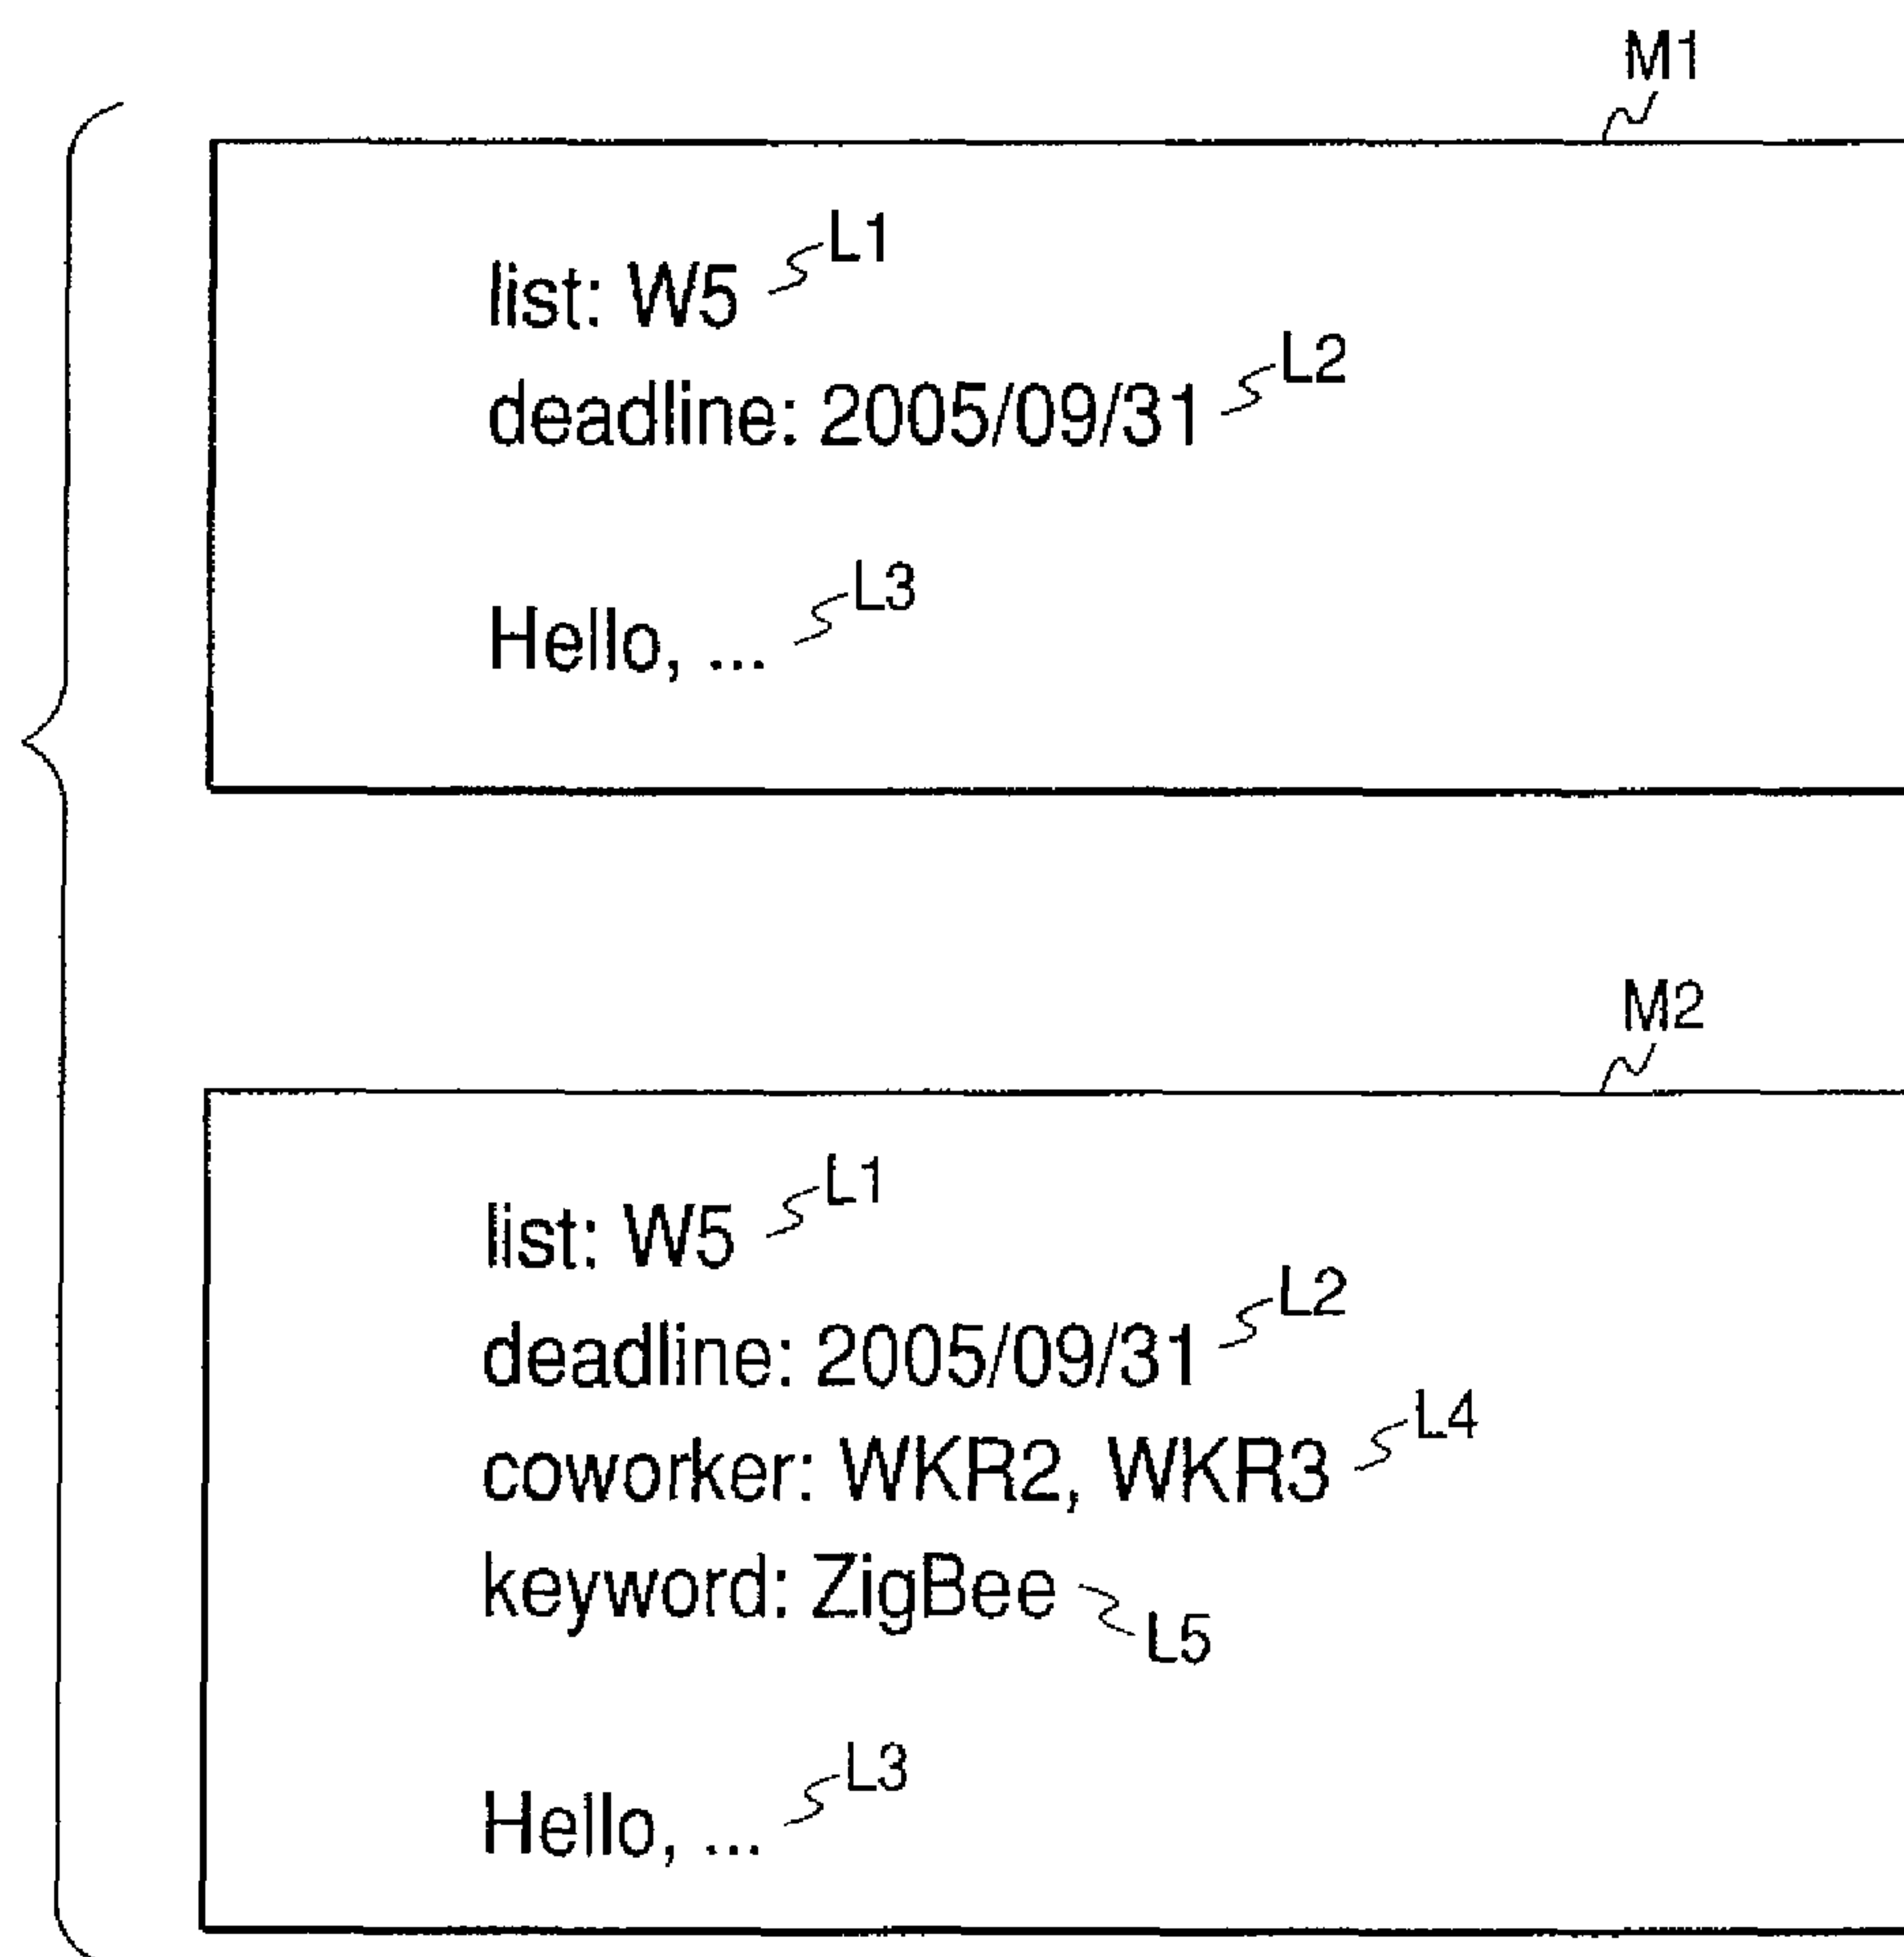 M1
list: W5 L1
deadline: 2005/09/31 L2
Hello, ... L3
M2
list: W5 L1
deadline: 2005/09/31 L2
coworker: WKR2, WKR3 L4
keyword: ZigBee L5
Hello, ... L3